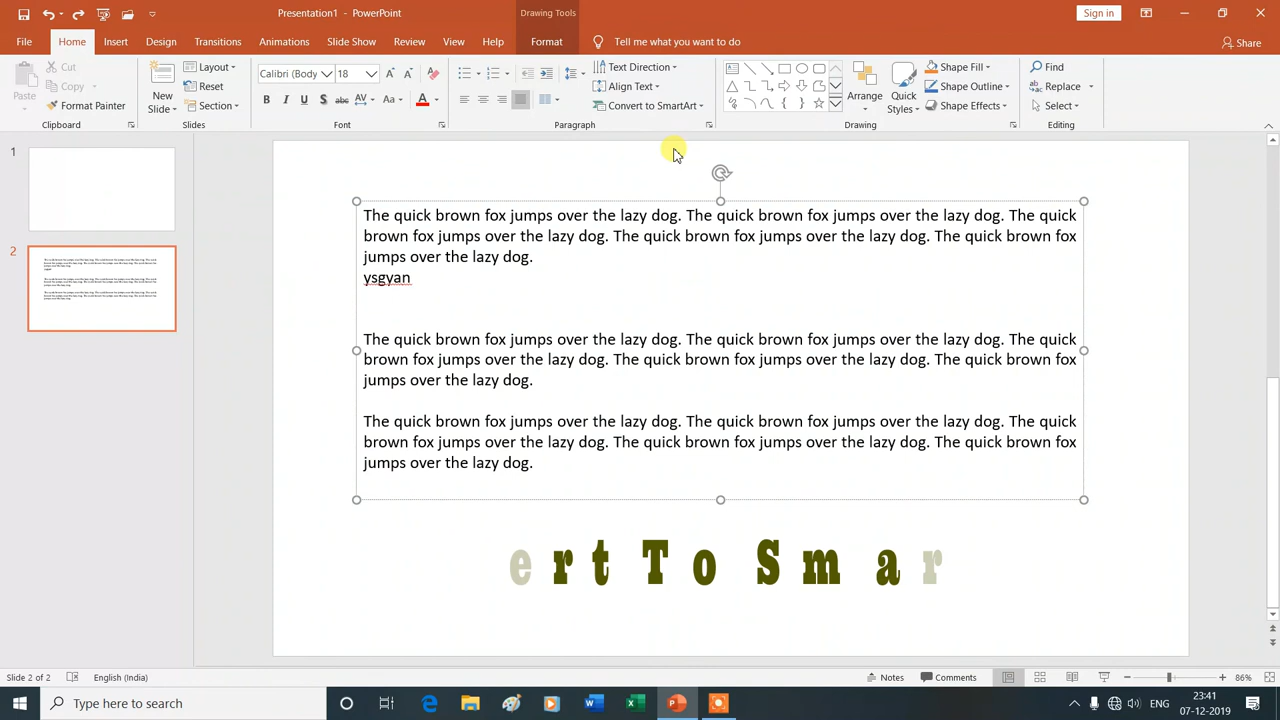 Presentation1 - PowerPoint
Drawing Tools
Sign in
File Home Insert Design Transitions Animations Slide Show Review View Help Format Tell me what you want to do Share
Paste
Cut
Copy
Format Painter
Clipboard
New Slide
Layout
Reset
Section
Slides
Calibri (Body 18
B I U S abc AV Aa A
Font
Text Direction
Align Text
Convert to SmartArt
Paragraph
Arrange
Quick Styles
Shape Fill
Shape Outline
Shape Effects
Drawing
Find
Replace
Select
Editing
1
2
The quick brown fox jumps over the lazy dog. The quick brown fox jumps over the lazy dog. The quick
brown fox jumps over the lazy dog. The quick brown fox jumps over the lazy dog. The quick brown fox
jumps over the lazy dog.
ysgyan
The quick brown fox jumps over the lazy dog. The quick brown fox jumps over the lazy dog. The quick
brown fox jumps over the lazy dog. The quick brown fox jumps over the lazy dog. The quick brown fox
jumps over the lazy dog.
The quick brown fox jumps over the lazy dog. The quick brown fox jumps over the lazy dog. The quick
brown fox jumps over the lazy dog. The quick brown fox jumps over the lazy dog. The quick brown fox
jumps over the lazy dog.
ert To Smar
Slide 2 of 2 English (India) Notes Comments 86%
Type here to search
ENG
23:41
07-12-2019